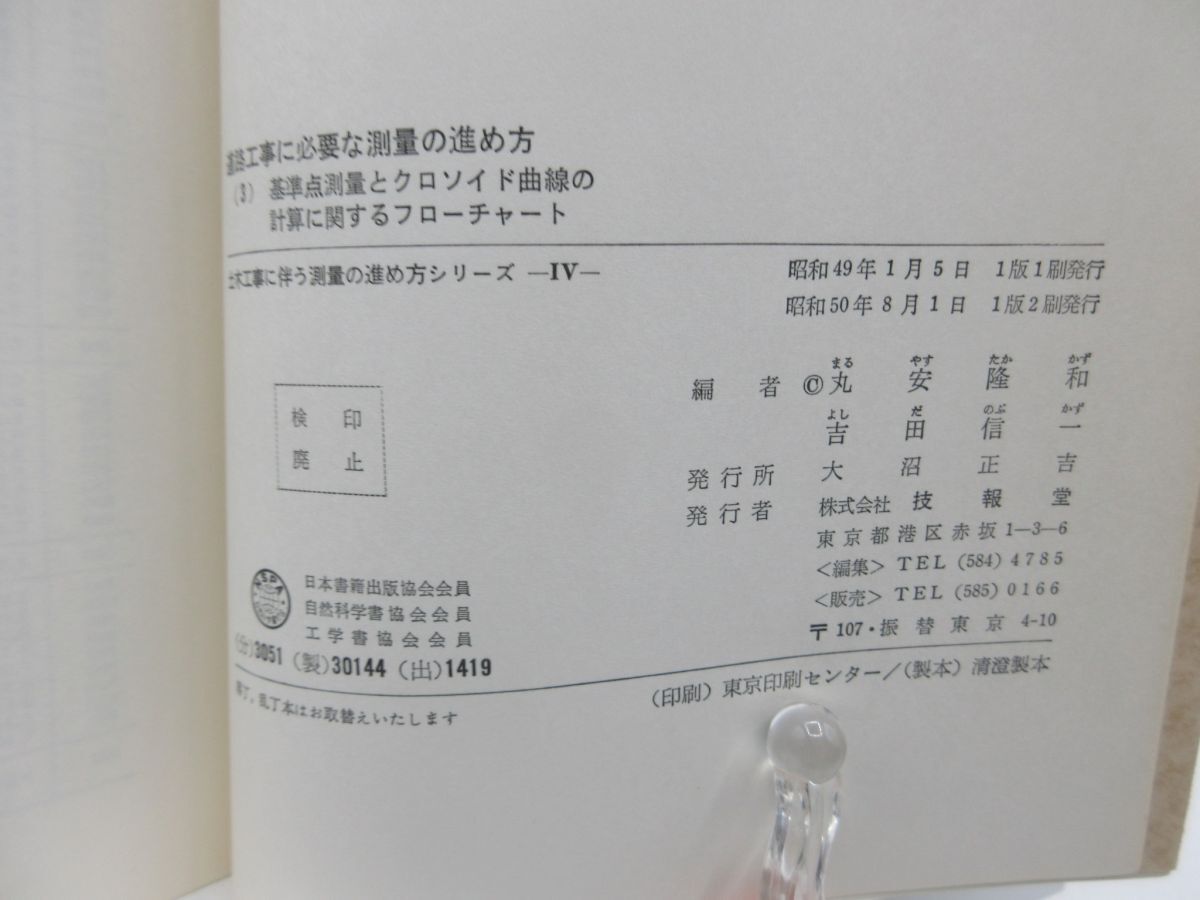 道路工事に必要な測量の進め方
(3) 基準点測量とクロソイド曲線の
計算に関するフローチャート
土木工事に伴う測量の進め方シリーズ —IV—
昭和49年1月5日 1版1刷発行
昭和50年8月1日 1版2刷発行
検印
廃止
編者 ©丸安隆和
まる やす たか かず
吉田信一
よし だ のぶ かず
発行所 大沼正吉
発行者 株式会社 技報堂
東京都港区赤坂1—3—6
<編集> TEL (584) 4785
<販売> TEL (585) 0166
〒107・振替東京 4-10
日本書籍出版協会会員
自然科学書協会会員
工学書協会会員
(分)3051 (製)30144 (出)1419
(印刷) 東京印刷センター/(製本) 清澄製本
落丁,乱丁本はお取替えいたします